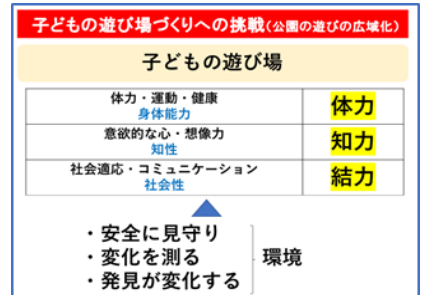 子どもの遊び場づくりへの挑戦(公園の遊びの広域化)
子どもの遊び場
体力・運動・健康
身体能力
体力
意欲的な心・想像力
知性
知力
社会適応・コミュニケーション
社会性
結力
・安全に見守り
・変化を測る
・発見が変化する
環境